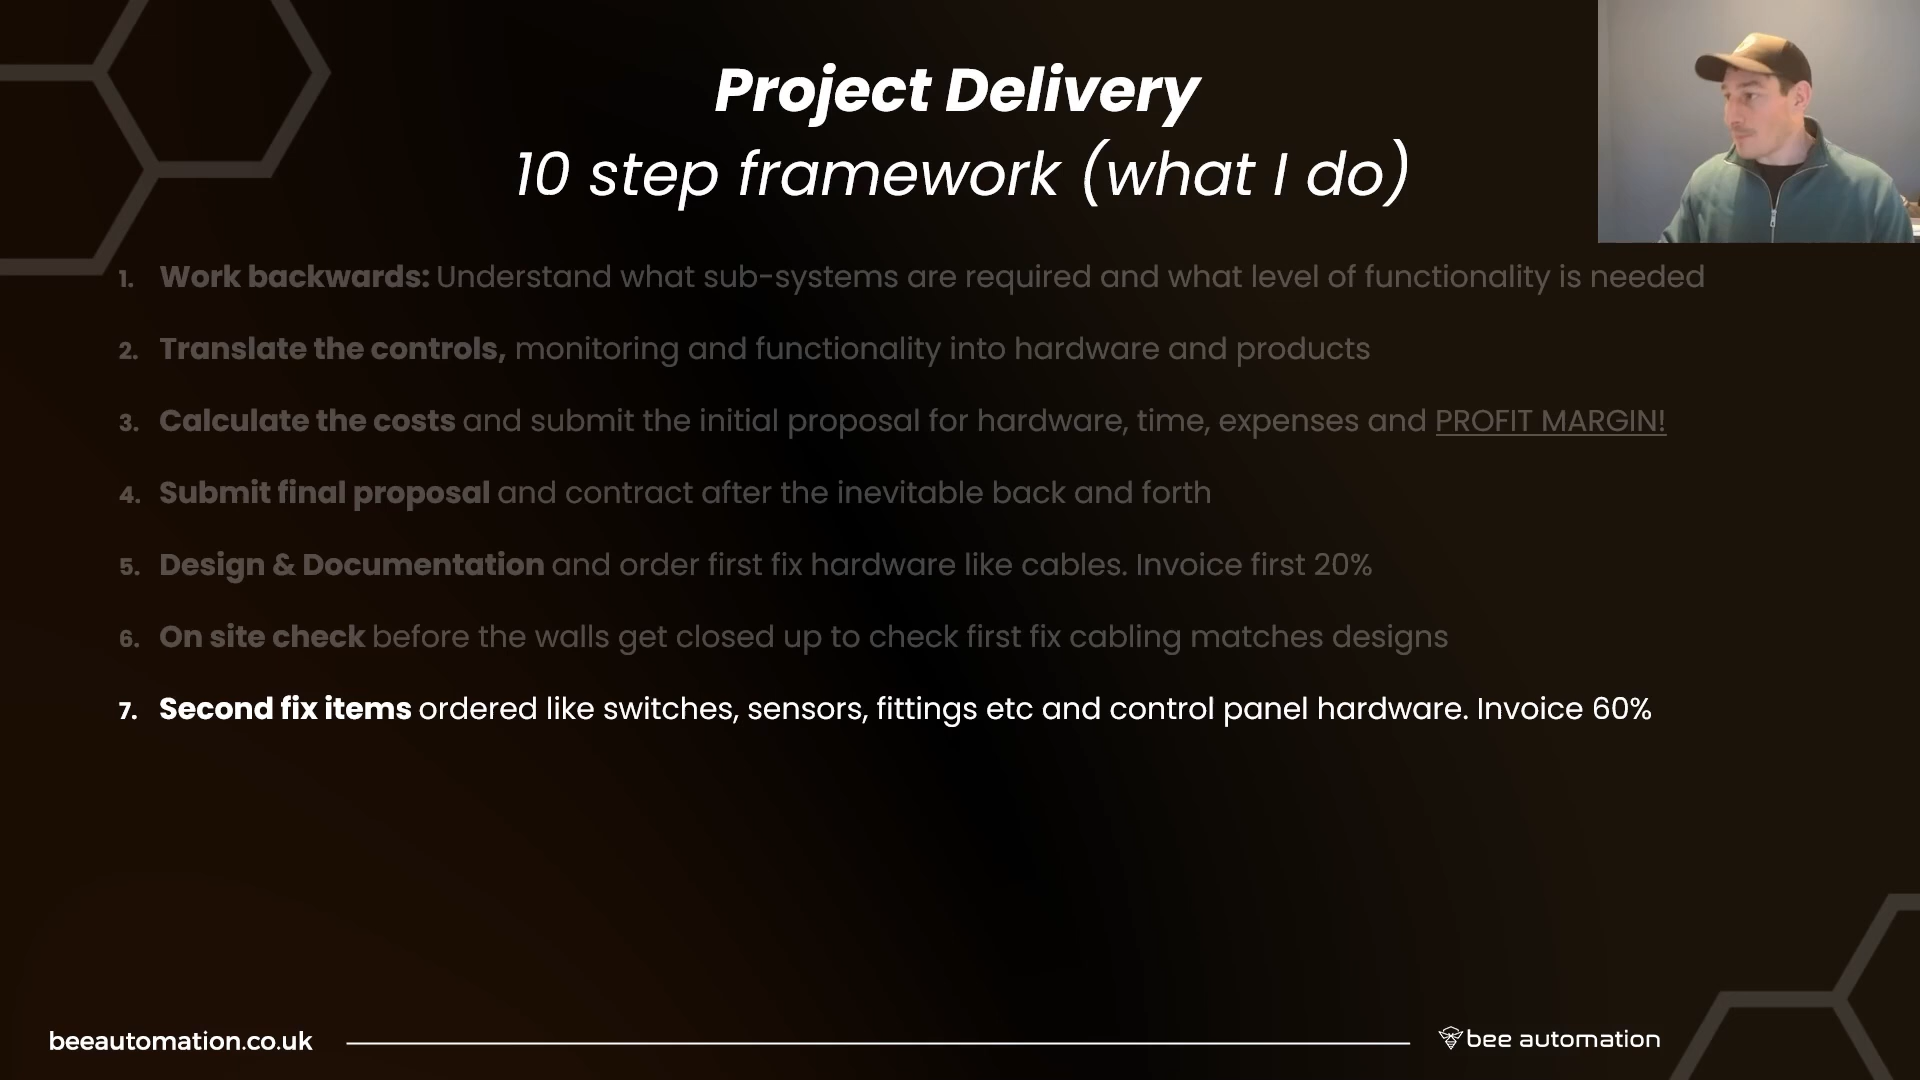 Project Delivery
10 step framework (what I do)
1. Work backwards: Understand what sub-systems are required and what level of functionality is needed
2. Translate the controls, monitoring and functionality into hardware and products
3. Calculate the costs and submit the initial proposal for hardware, time, expenses and PROFIT MARGIN!
4. Submit final proposal and contract after the inevitable back and forth
5. Design & Documentation and order first fix hardware like cables. Invoice first 20%
6. On site check before the walls get closed up to check first fix cabling matches designs
7. Second fix items ordered like switches, sensors, fittings etc and control panel hardware. Invoice 60%
beeautomation.co.uk
bee automation